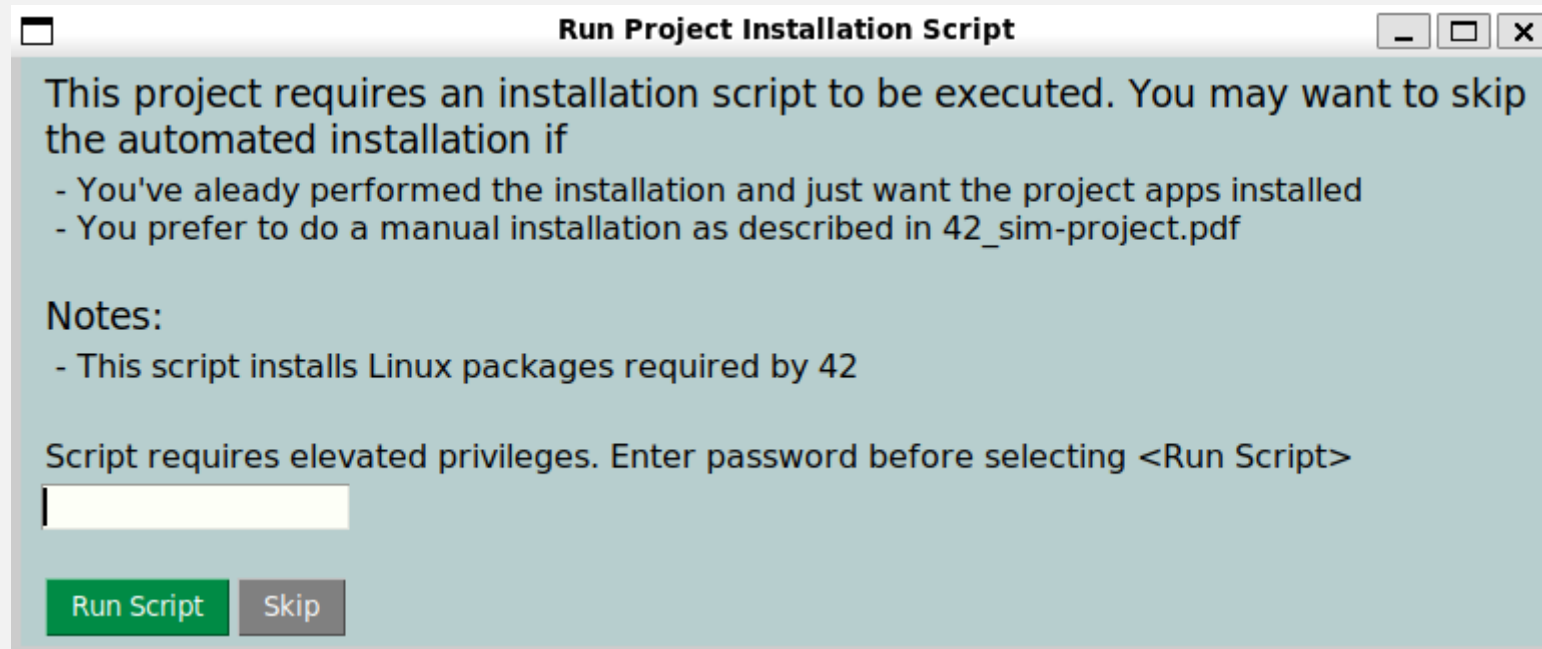 Run Project Installation Script
This project requires an installation script to be executed. You may want to skip
the automated installation if
- You've aleady performed the installation and just want the project apps installed
- You prefer to do a manual installation as described in 42_sim-project.pdf
Notes:
- This script installs Linux packages required by 42
Script requires elevated privileges. Enter password before selecting <Run Script>
Run Script Skip